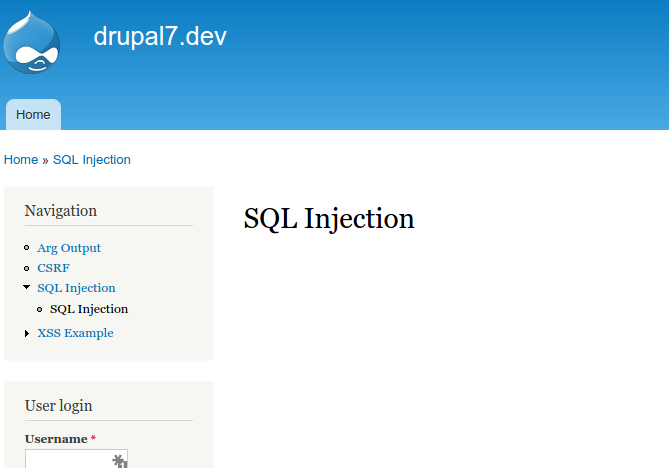 drupal7.dev
Home
Home » SQL Injection
Navigation
Arg Output
CSRF
SQL Injection
SQL Injection
XSS Example
SQL Injection
User login
Username *